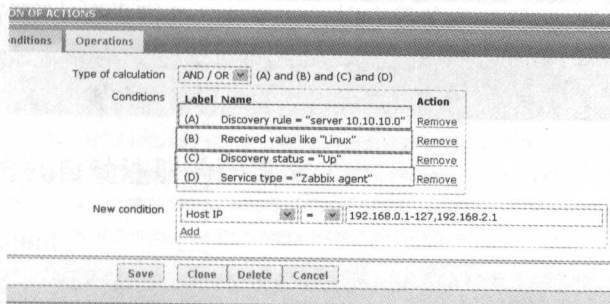 ON OF ACTIONS
nditions Operations
Type of calculation AND / OR (A) and (B) and (C) and (D)
Conditions Label Name Action
(A) Discovery rule = "server 10.10.10.0" Remove
(B) Received value like "Linux" Remove
(C) Discovery status = "Up" Remove
(D) Service type = "Zabbix agent" Remove
New condition Host IP = 192.168.0.1-127,192.168.2.1
Add
Save Clone Delete Cancel